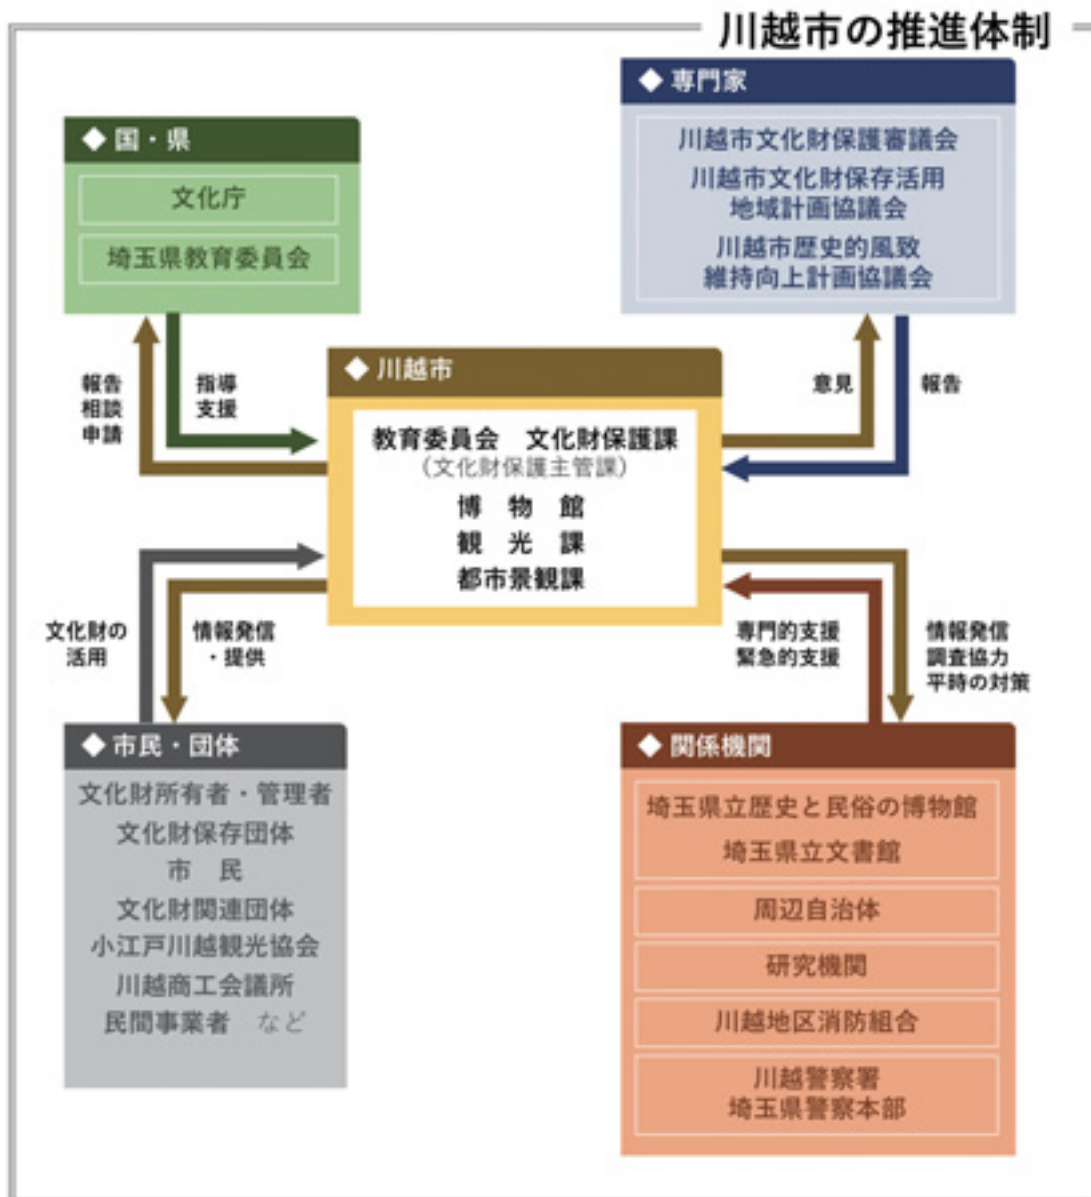 川越市の推進体制
◆ 国・県
文化庁
埼玉県教育委員会
◆ 専門家
川越市文化財保護審議会
川越市文化財保存活用
地域計画協議会
川越市歴史的風致
維持向上計画協議会
報告
相談
申請
指導
支援
意見
報告
◆ 川越市
教育委員会　文化財保護課
（文化財保護主管課）
博　物　館
観　光　課
都市景観課
文化財の
活用
情報発信
・提供
専門的支援
緊急的支援
情報発信
調査協力
平時の対策
◆ 市民・団体
文化財所有者・管理者
文化財保存団体
市　民
文化財関連団体
小江戸川越観光協会
川越商工会議所
民間事業者　など
◆ 関係機関
埼玉県立歴史と民俗の博物館
埼玉県立文書館
周辺自治体
研究機関
川越地区消防組合
川越警察署
埼玉県警察本部